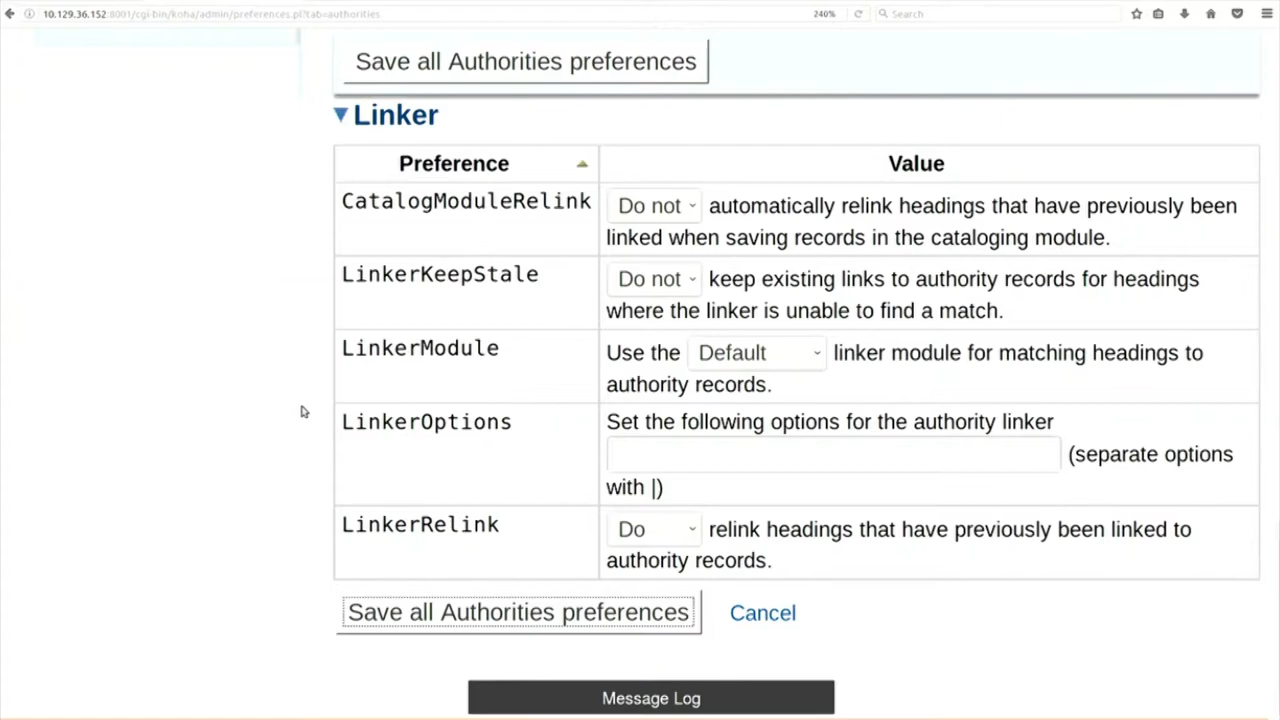 10.129.36.152:8001/cgi-bin/koha/admin/preferences.pl?tab=authorities 240% Search
Save all Authorities preferences
Linker
Preference Value
CatalogModuleRelink Do not automatically relink headings that have previously been
linked when saving records in the cataloging module.
LinkerKeepStale Do not keep existing links to authority records for headings
where the linker is unable to find a match.
LinkerModule Use the Default linker module for matching headings to
authority records.
LinkerOptions Set the following options for the authority linker
(separate options
with |)
LinkerRelink Do relink headings that have previously been linked to
authority records.
Save all Authorities preferences Cancel
Message Log